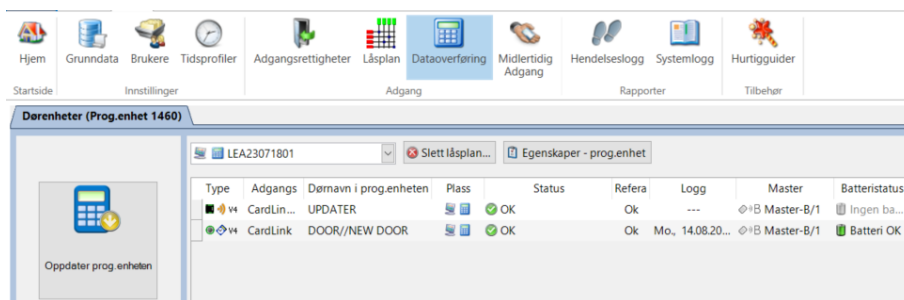 Hjem Grunndata Brukere Tidsprofiler Adgangsrettigheter Låsplan Dataoverføring Midlertidig Adgang Hendelseslogg Systemlogg Hurtigguider
Startside Innstillinger Adgang Rapporter Tilbehør
Dørenheter (Prog.enhet 1460)
LEA23071801 Slett låsplan... Egenskaper - prog.enhet
Type Adgangs Dørnavn i prog.enheten Plass Status Refera Logg Master Batteristatus
V4 CardLin... UPDATER OK Ok --- B Master-B/1 Ingen ba...
V4 CardLink DOOR//NEW DOOR OK Ok Mo., 14.08.20... B Master-B/1 Batteri OK
Oppdater prog.enheten